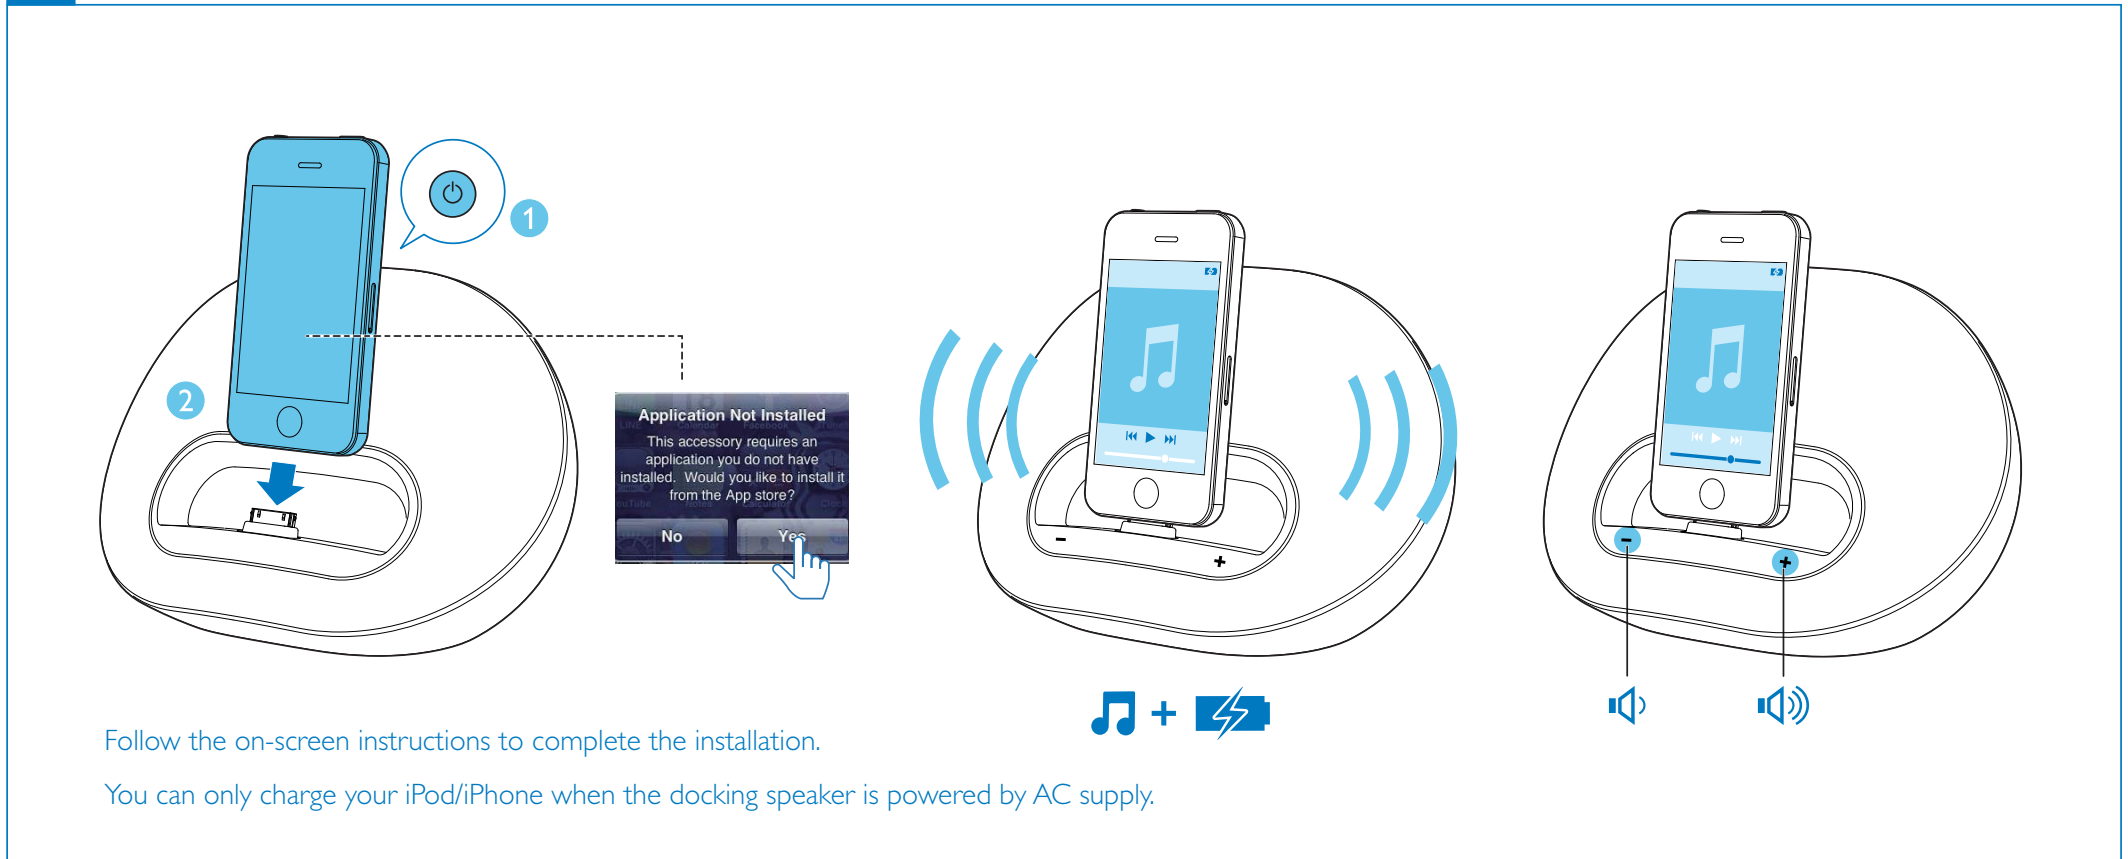 1
2
Application Not Installed
This accessory requires an
application you do not have
installed. Would you like to install it
from the App store?
No
Yes
- +
- +
+
Follow the on-screen instructions to complete the installation.
You can only charge your iPod/iPhone when the docking speaker is powered by AC supply.